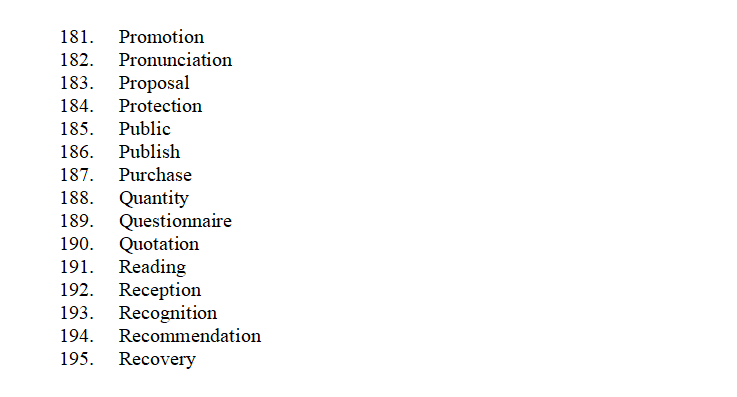 181. Promotion
182. Pronunciation
183. Proposal
184. Protection
185. Public
186. Publish
187. Purchase
188. Quantity
189. Questionnaire
190. Quotation
191. Reading
192. Reception
193. Recognition
194. Recommendation
195. Recovery